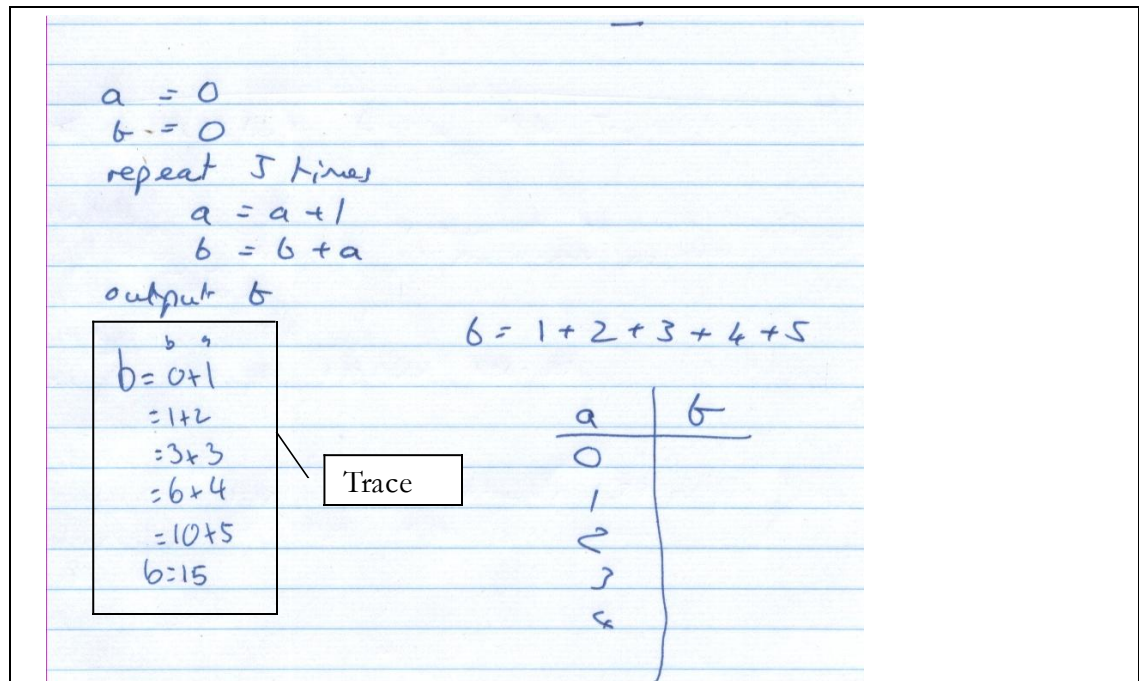 a = 0
b = 0
repeat 5 times
a = a + 1
b = b + a
output b
b a
b = 0+1
= 1+2
= 3+3
= 6+4
= 10+5
b = 15
Trace
b = 1 + 2 + 3 + 4 + 5
a b
0
1
2
3
4